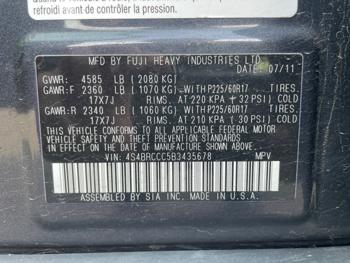 Quand le véhicule
refroidi avant de contrôler la pression.
MFD BY FUJI HEAVY INDUSTRIES LTD.
DATE: 07/11
GVWR: 4585 LB (2080 KG)
GAWR:F 2360 LB (1070 KG) - WITH P225/60R17 TIRES.
17X7J RIMS. AT 220 KPA (32 PSI) COLD
GAWR:R 2340 LB (1060 KG) - WITH P225/60R17 TIRES.
17X7J RIMS. AT 210 KPA (30 PSI) COLD
THIS VEHICLE CONFORMS TO ALL APPLICABLE FEDERAL MOTOR
VEHICLE SAFETY, BUMPER, AND THEFT PREVENTION
STANDARDS IN EFFECT ON THE DATE OF MANUFACTURE
SHOWN ABOVE.
VIN: 4S4BRCCC5B3435678 MPV
ASSEMBLED BY SIA INC. MADE IN U.S.A.